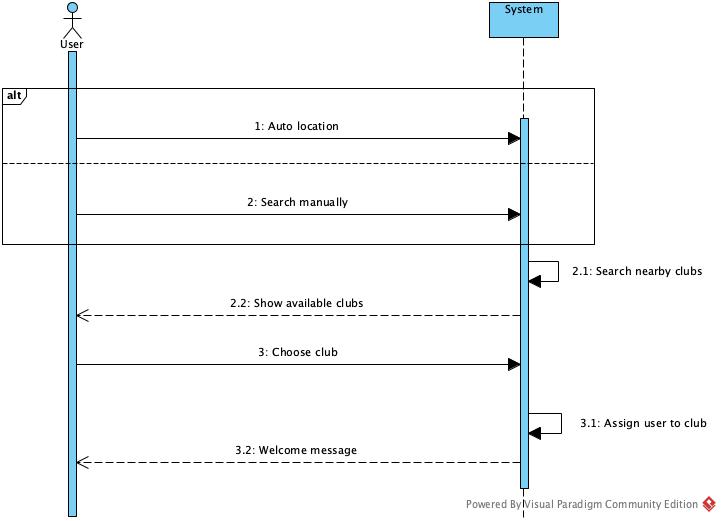 User
System
alt
1: Auto location
2: Search manually
2.1: Search nearby clubs
2.2: Show available clubs
3: Choose club
3.1: Assign user to club
3.2: Welcome message
Powered By Visual Paradigm Community Edition